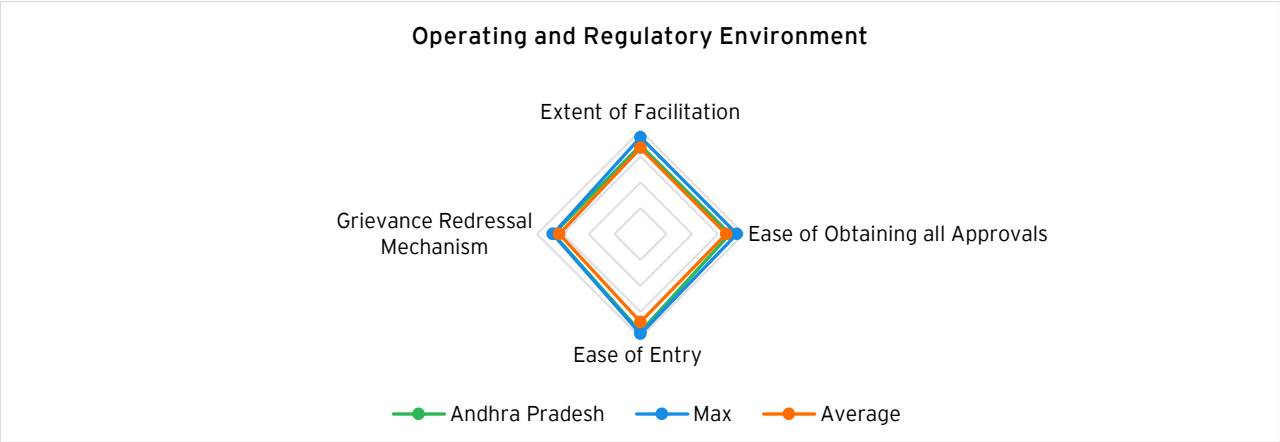 Operating and Regulatory Environment
Extent of Facilitation
Grievance Redressal
Mechanism
Ease of Obtaining all Approvals
Ease of Entry
Andhra Pradesh
Max
Average